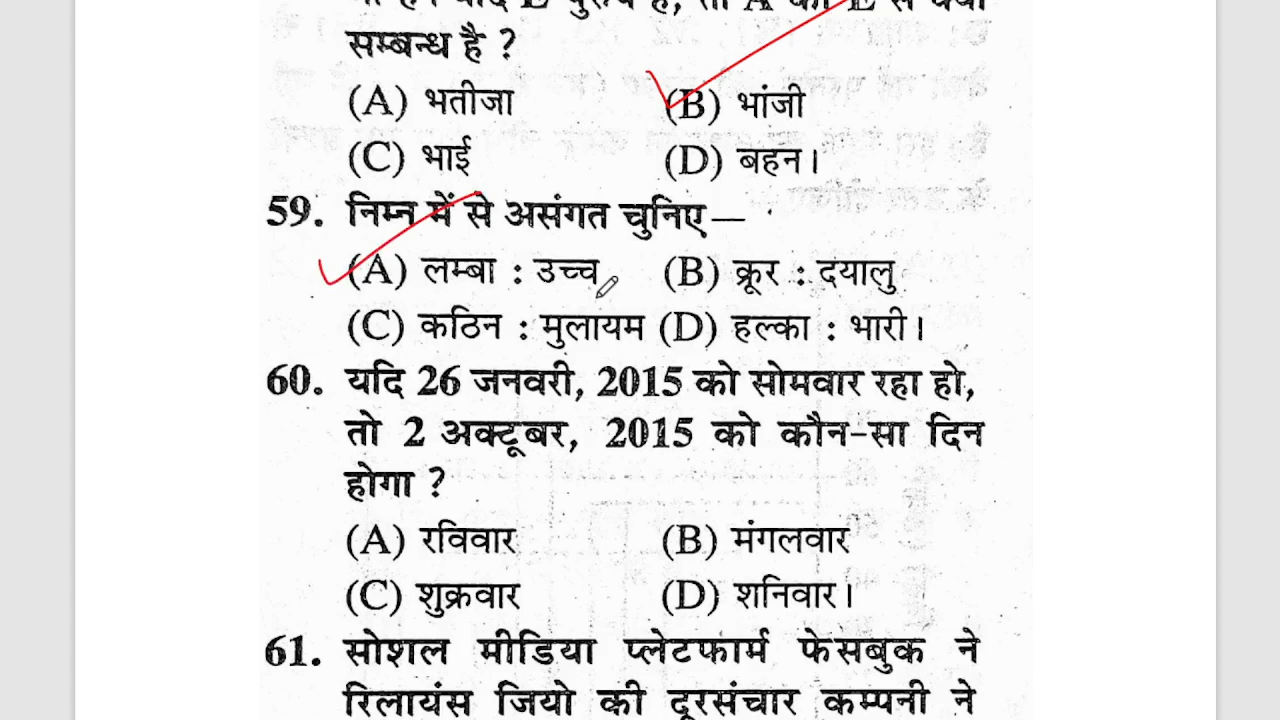 सम्बन्ध है ?
(A) भतीजा (B) भांजी
(C) भाई (D) बहन।
59. निम्न में से असंगत चुनिए—
(A) लम्बा : उच्च (B) क्रूर : दयालु
(C) कठिन : मुलायम (D) हल्का : भारी।
60. यदि 26 जनवरी, 2015 को सोमवार रहा हो,
तो 2 अक्टूबर, 2015 को कौन-सा दिन
होगा ?
(A) रविवार (B) मंगलवार
(C) शुक्रवार (D) शनिवार।
61. सोशल मीडिया प्लेटफार्म फेसबुक ने
रिलायंस जियो की दूरसंचार कम्पनी ने